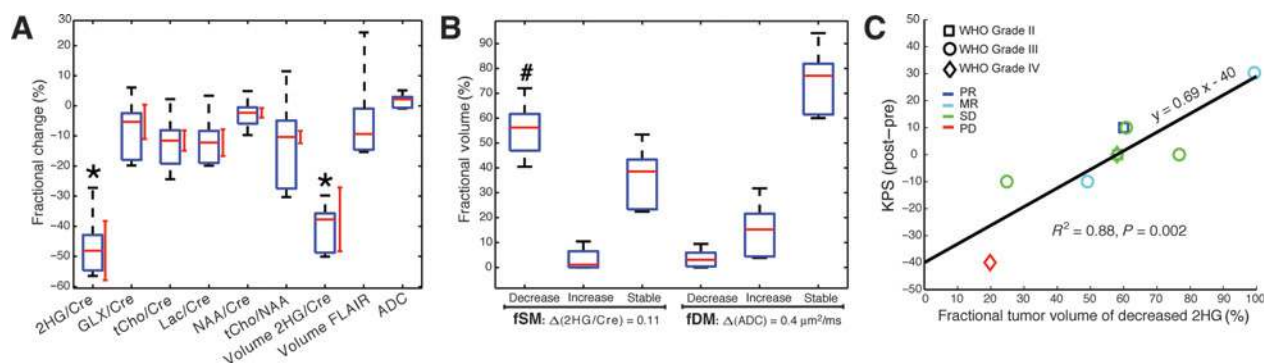 A
Fractional change (%)
30
20
10
0
−10
−20
−30
−40
−50
−60
*
*
2HG/Cre
GLX/Cre
tCho/Cre
Lac/Cre
NAA/Cre
tCho/NAA
Volume 2HG/Cre
Volume FLAIR
ADC
B
Fractional volume (%)
90
80
70
60
50
40
30
20
10
0
#
Decrease Increase Stable Decrease Increase Stable
fSM: Δ(2HG/Cre) = 0.11 fDM: Δ(ADC) = 0.4 μm²/ms
C
KPS (post−pre)
50
40
30
20
10
0
−10
−20
−30
−40
−50
WHO Grade II
WHO Grade III
WHO Grade IV
PR
MR
SD
PD
y = 0.69 x - 40
R² = 0.88, P = 0.002
0 10 20 30 40 50 60 70 80 90 100
Fractional tumor volume of decreased 2HG (%)